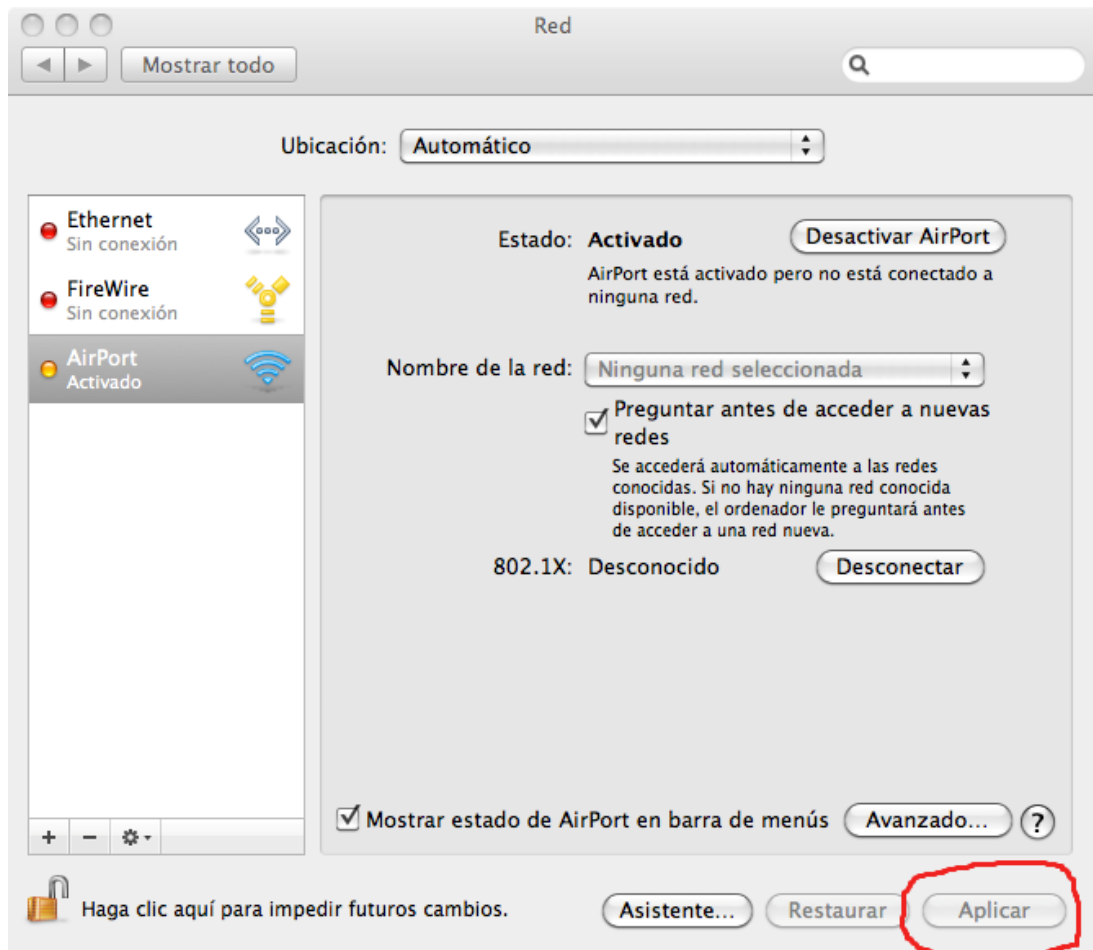 Red
Mostrar todo
Ubicación: Automático
Ethernet
Sin conexión
FireWire
Sin conexión
AirPort
Activado
Estado: Activado
Desactivar AirPort
AirPort está activado pero no está conectado a
ninguna red.
Nombre de la red: Ninguna red seleccionada
Preguntar antes de acceder a nuevas
redes
Se accederá automáticamente a las redes
conocidas. Si no hay ninguna red conocida
disponible, el ordenador le preguntará antes
de acceder a una red nueva.
802.1X: Desconocido
Desconectar
Mostrar estado de AirPort en barra de menús
Avanzado...
?
+ −
Haga clic aquí para impedir futuros cambios.
Asistente...
Restaurar
Aplicar